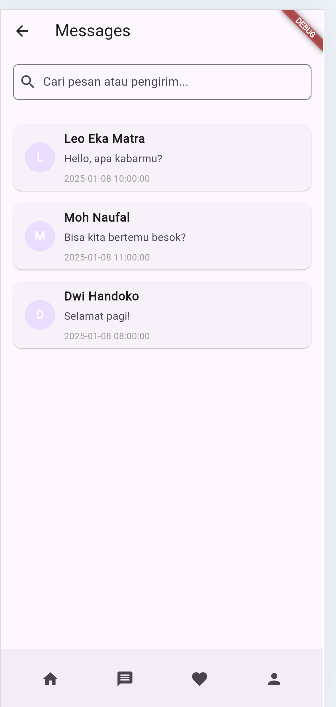 Messages
DEBUG
Cari pesan atau pengirim...
L
Leo Eka Matra
Hello, apa kabarmu?
2025-01-08 10:00:00
M
Moh Naufal
Bisa kita bertemu besok?
2025-01-08 11:00:00
D
Dwi Handoko
Selamat pagi!
2025-01-08 08:00:00